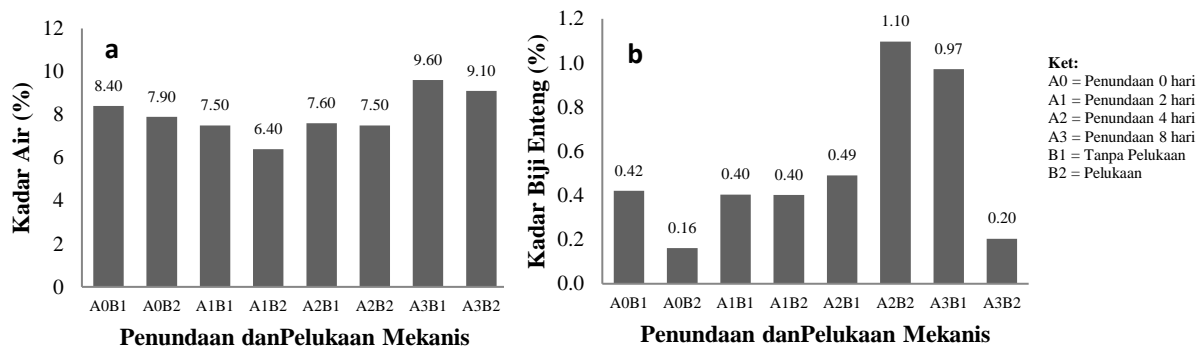 a
Kadar Air (%)
12
10
8
6
4
2
0
8.40
7.90
7.50
6.40
7.60
7.50
9.60
9.10
A0B1 A0B2 A1B1 A1B2 A2B1 A2B2 A3B1 A3B2
Penundaan danPelukaan Mekanis
b
Kadar Biji Enteng (%)
1.2
1.0
0.8
0.6
0.4
0.2
0.0
0.42
0.16
0.40
0.40
0.49
1.10
0.97
0.20
A0B1 A0B2 A1B1 A1B2 A2B1 A2B2 A3B1 A3B2
Penundaan danPelukaan Mekanis
Ket:
A0 = Penundaan 0 hari
A1 = Penundaan 2 hari
A2 = Penundaan 4 hari
A3 = Penundaan 8 hari
B1 = Tanpa Pelukaan
B2 = Pelukaan